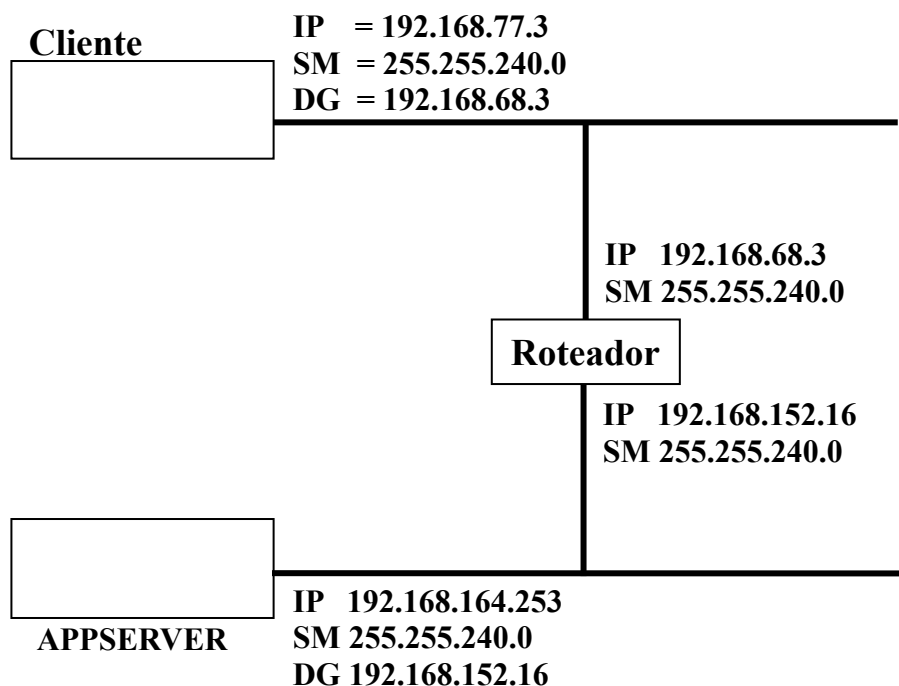 Cliente
IP = 192.168.77.3
SM = 255.255.240.0
DG = 192.168.68.3
IP 192.168.68.3
SM 255.255.240.0
Roteador
IP 192.168.152.16
SM 255.255.240.0
APPSERVER
IP 192.168.164.253
SM 255.255.240.0
DG 192.168.152.16